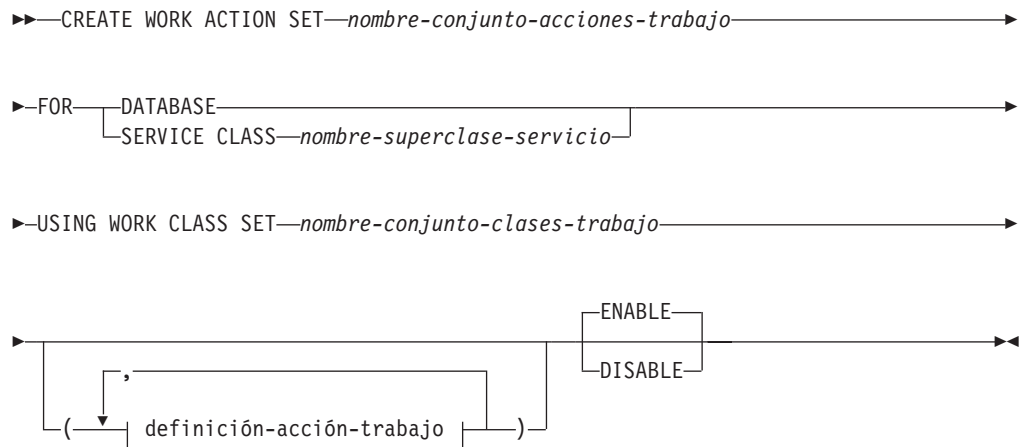 CREATE WORK ACTION SET nombre-conjunto-acciones-trabajo
FOR DATABASE
SERVICE CLASS nombre-superclase-servicio
USING WORK CLASS SET nombre-conjunto-clases-trabajo
ENABLE
DISABLE
,
( definición-acción-trabajo )